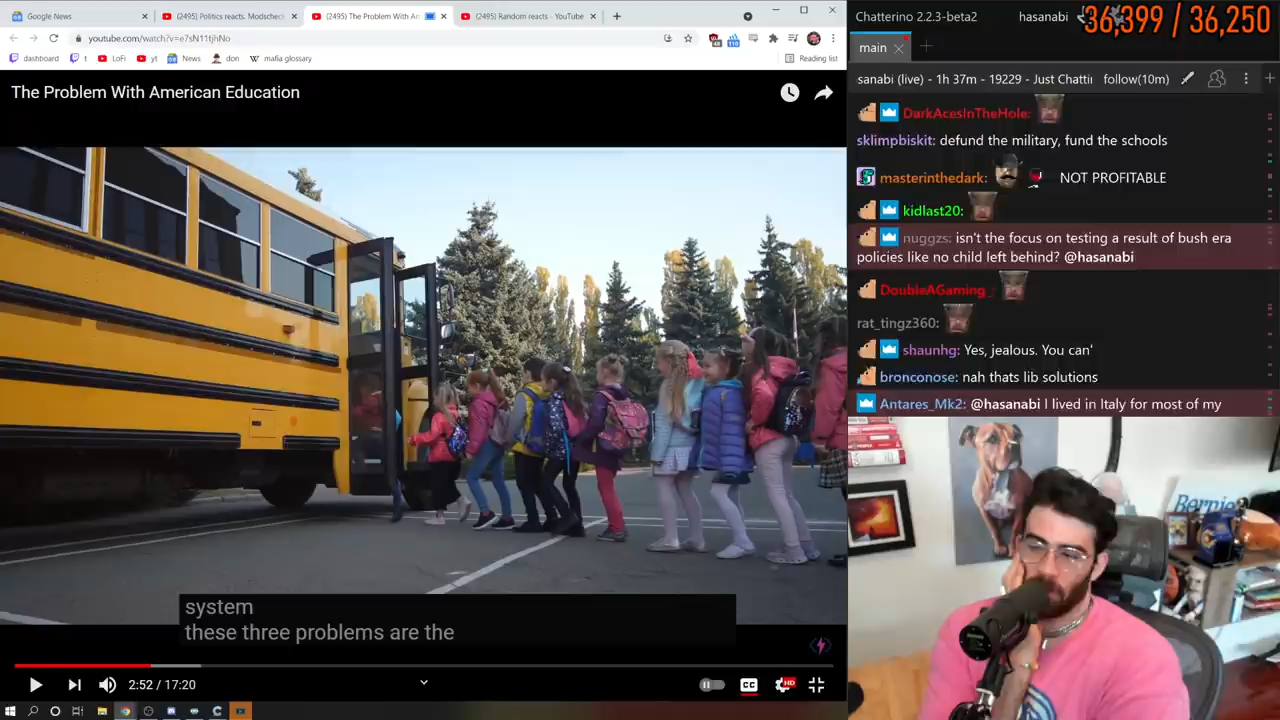 Google News
(2495) Politics reacts. Modscheck
(2495) The Problem With Am
(2495) Random reacts - YouTube
youtube.com/watch?v=e7sN11tjhNo
dashboard
t
LoFi
yt
News
don
mafia glossary
Reading list
The Problem With American Education
system
these three problems are the
2:52 / 17:20
CC
HD
Chatterino 2.2.3-beta2
hasanabi
36,399 / 36,250
main
sanabi (live) - 1h 37m - 19229 - Just Chatti
follow(10m)
DarkAcesInTheHole:
sklimpbiskit: defund the military, fund the schools
masterinthedark: NOT PROFITABLE
kidlast20:
nuggzs: isn't the focus on testing a result of bush era
policies like no child left behind? @hasanabi
DoubleAGaming
rat_tingz360:
shaunhg: Yes, jealous. You can'
bronconose: nah thats lib solutions
Antares_Mk2: @hasanabi I lived in Italy for most of my
Bernie